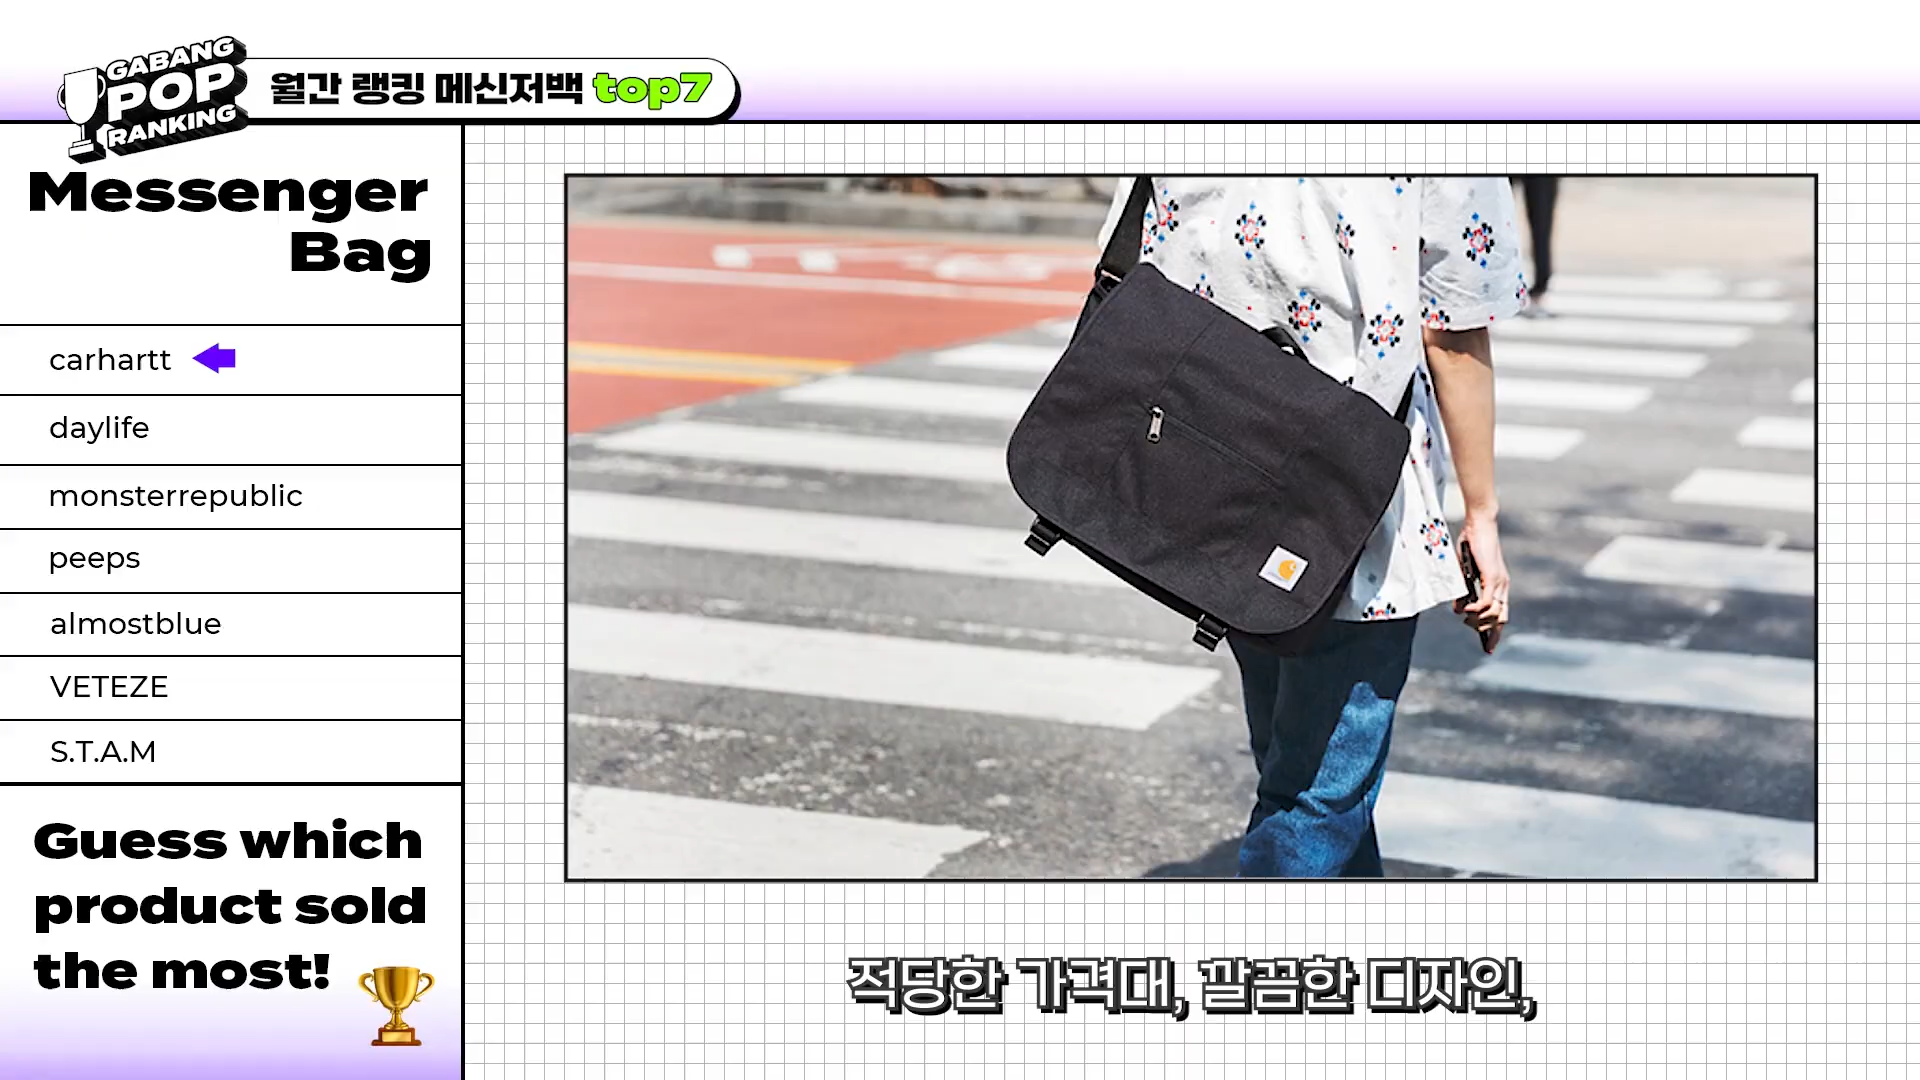 GABANG
POP
RANKING
월간 랭킹 메신저백 top7
Messenger
Bag
carhartt
daylife
monsterrepublic
peeps
almostblue
VETEZE
S.T.A.M
Guess which
product sold
the most!
적당한 가격대, 깔끔한 디자인,